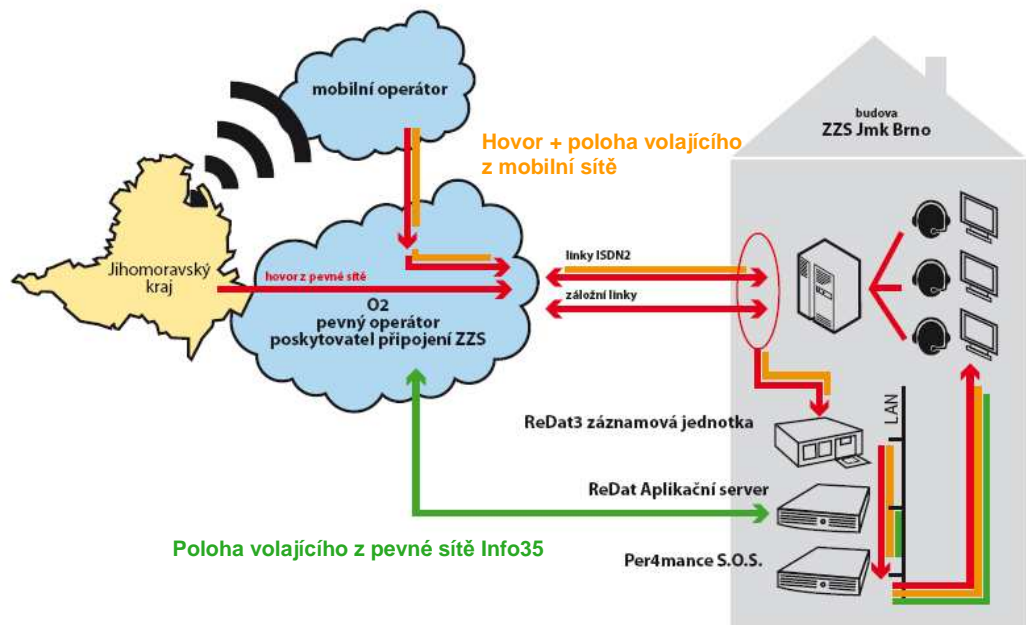 mobilní operátor
budova
ZZS Jmk Brno
Hovor + poloha volajícího
z mobilní sítě
Jihomoravský
kraj
hovor z pevné sítě
O2
pevný operátor
poskytovatel připojení ZZS
linky ISDN2
záložní linky
ReDat3 záznamová jednotka
LAN
ReDat Aplikační server
Poloha volajícího z pevné sítě Info35
Per4mance S.O.S.